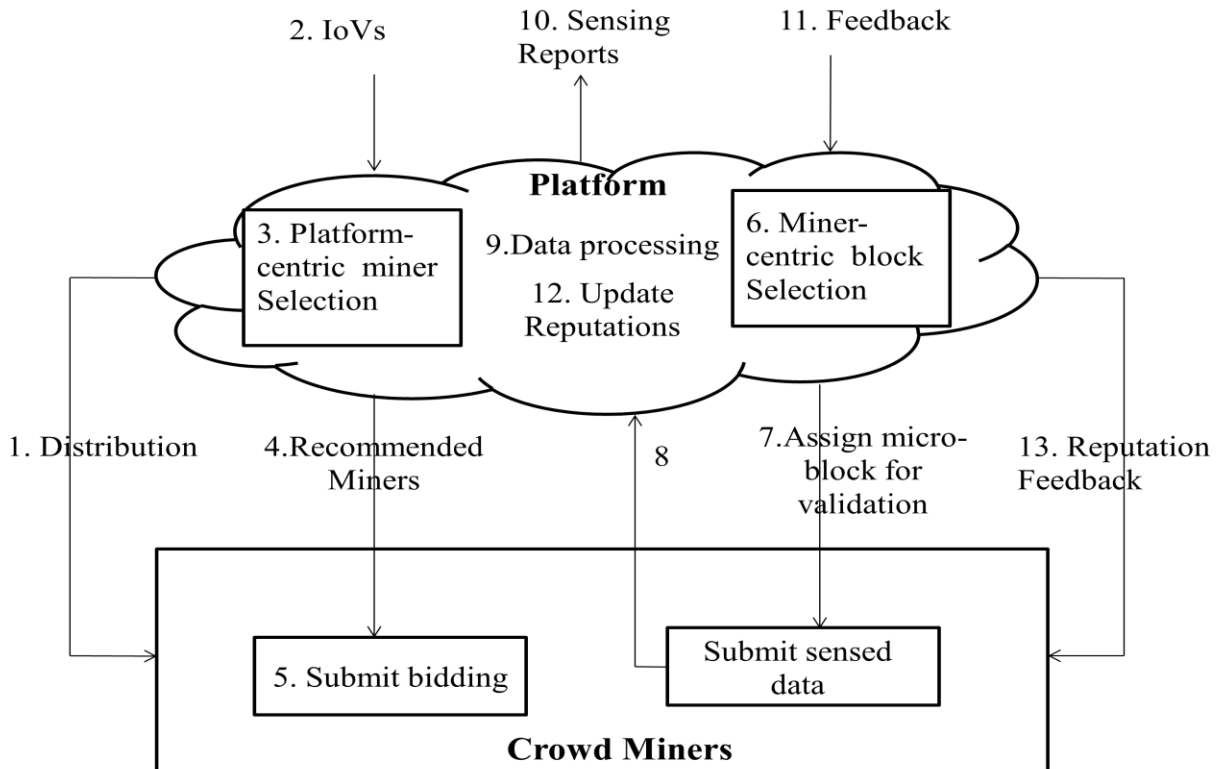 2. IoVs
10. Sensing
Reports
11. Feedback
Platform
3. Platform-
centric miner
Selection
9.Data processing
12. Update
Reputations
6. Miner-
centric block
Selection
1. Distribution
4.Recommended
Miners
8
7.Assign micro-
block for
validation
13. Reputation
Feedback
5. Submit bidding
Submit sensed
data
Crowd Miners